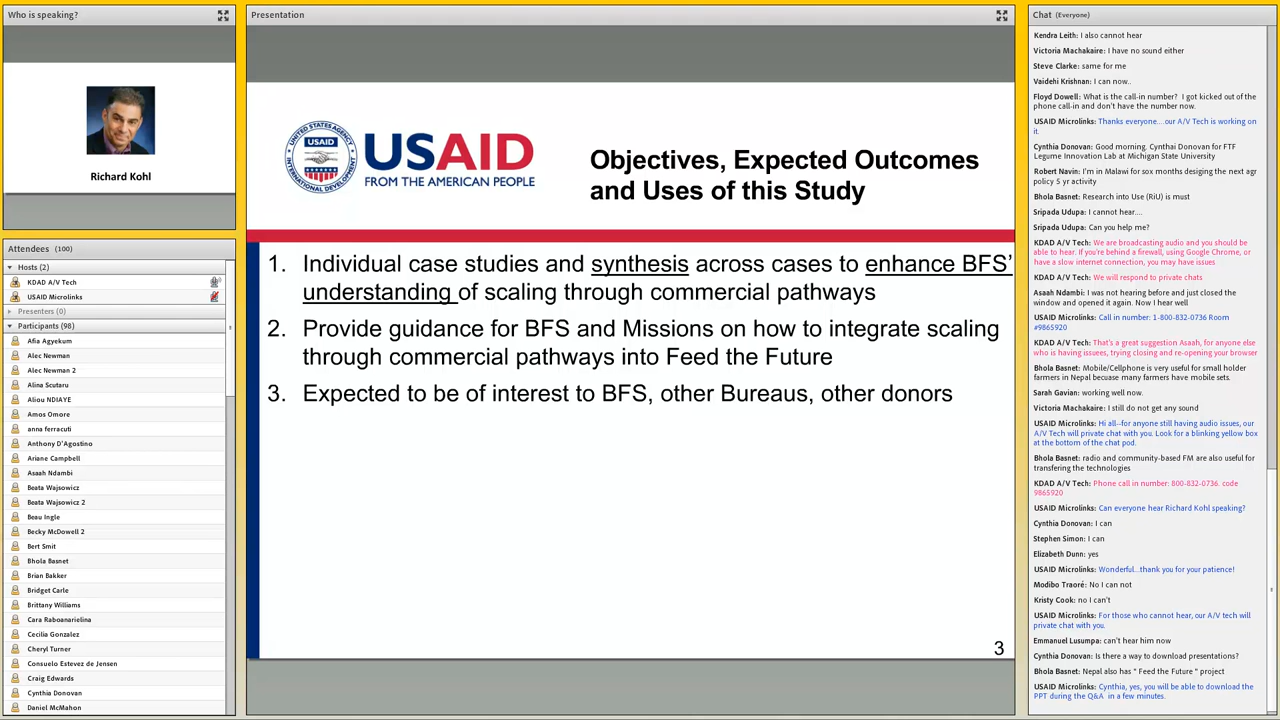 Who is speaking?
Richard Kohl
Attendees (100)
Hosts (2)
KDAD A/V Tech
USAID Microlinks
Presenters (0)
Participants (98)
Afia Agyekum
Alec Newman
Alec Newman 2
Alina Scutaru
Aliou NDIAYE
Amos Omore
anna ferracuti
Anthony D'Agostino
Ariane Campbell
Asaah Ndambi
Beata Wajsowicz
Beata Wajsowicz 2
Beau Ingle
Becky McDowell 2
Bert Smit
Bhola Basnet
Brian Bakker
Bridget Carle
Brittany Williams
Cara Raboanarielina
Cecilia Gonzalez
Cheryl Turner
Consuelo Estevez de Jensen
Craig Edwards
Cynthia Donovan
Daniel McMahon
Presentation
UNITED STATES AGENCY
USAID
INTERNATIONAL DEVELOPMENT
USAID
FROM THE AMERICAN PEOPLE
Objectives, Expected Outcomes
and Uses of this Study
1. Individual case studies and synthesis across cases to enhance BFS'
understanding of scaling through commercial pathways
2. Provide guidance for BFS and Missions on how to integrate scaling
through commercial pathways into Feed the Future
3. Expected to be of interest to BFS, other Bureaus, other donors
3
Chat (Everyone)
Kendra Leith: I also cannot hear
Victoria Machakaire: I have no sound either
Steve Clarke: same for me
Vaidehi Krishnan: I can now..
Floyd Dowell: What is the call-in number? I got kicked out of the
phone call-in and don't have the number now.
USAID Microlinks: Thanks everyone....our A/V Tech is working on
it.
Cynthia Donovan: Good morning. Cynthai Donovan for FTF
Legume Innovation Lab at Michigan State University
Robert Navin: I'm in Malawi for sox months desiging the next agr
policy 5 yr activity
Bhola Basnet: Research into Use (RiU) is must
Sripada Udupa: I cannot hear....
Sripada Udupa: Can you help me?
KDAD A/V Tech: We are broadcasting audio and you should be
able to hear. If you're behind a firewall, using Google Chrome, or
have a slow internet connection, you may have issues
KDAD A/V Tech: We will respond to private chats
Asaah Ndambi: I was not hearing before and just closed the
window and opened it again. Now I hear well
USAID Microlinks: Call in number: 1-800-832-0736 Room
#9865920
KDAD A/V Tech: That's a great suggestion Asaah, for anyone else
who is having issuees, trying closing and re-opening your browser
Bhola Basnet: Mobile/Cellphone is very useful for small holder
farmers in Nepal becuase many farmers have mobile sets.
Sarah Gavian: working well now.
Victoria Machakaire: I still do not get any sound
USAID Microlinks: Hi all--for anyone still having audio issues, our
A/V Tech will private chat with you. Look for a blinking yellow box
at the bottom of the chat pod.
Bhola Basnet: radio and community-based FM are also useful for
transfering the technologies
KDAD A/V Tech: Phone call in number: 800-832-0736. code
9865920
USAID Microlinks: Can everyone hear Richard Kohl speaking?
Cynthia Donovan: I can
Stephen Simon: I can
Elizabeth Dunn: yes
USAID Microlinks: Wonderful...thank you for your patience!
Modibo Traoré: No I can not
Kristy Cook: no I can't
USAID Microlinks: For those who cannot hear, our A/V tech will
private chat with you.
Emmanuel Lusumpa: can't hear him now
Cynthia Donovan: Is there a way to download presentations?
Bhola Basnet: Nepal also has " Feed the Future " project
USAID Microlinks: Cynthia, yes, you will be able to download the
PPT during the Q&A in a few minutes.